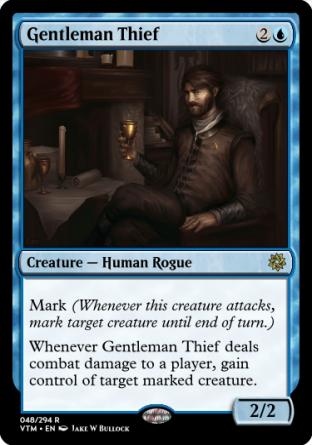 Gentleman Thief 2
Creature — Human Rogue
Mark (Whenever this creature attacks,
mark target creature until end of turn.)
Whenever Gentleman Thief deals
combat damage to a player, gain
control of target marked creature.
2/2
048/294 R
VTM • EN Jake W Bullock